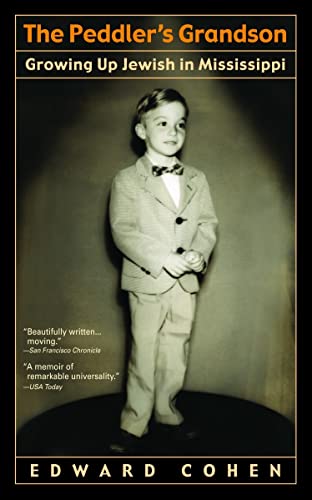 The Peddler's Grandson
Growing Up Jewish in Mississippi
"Beautifully written...
moving."
—San Francisco Chronicle
"A memoir of
remarkable universality."
—USA Today
EDWARD COHEN